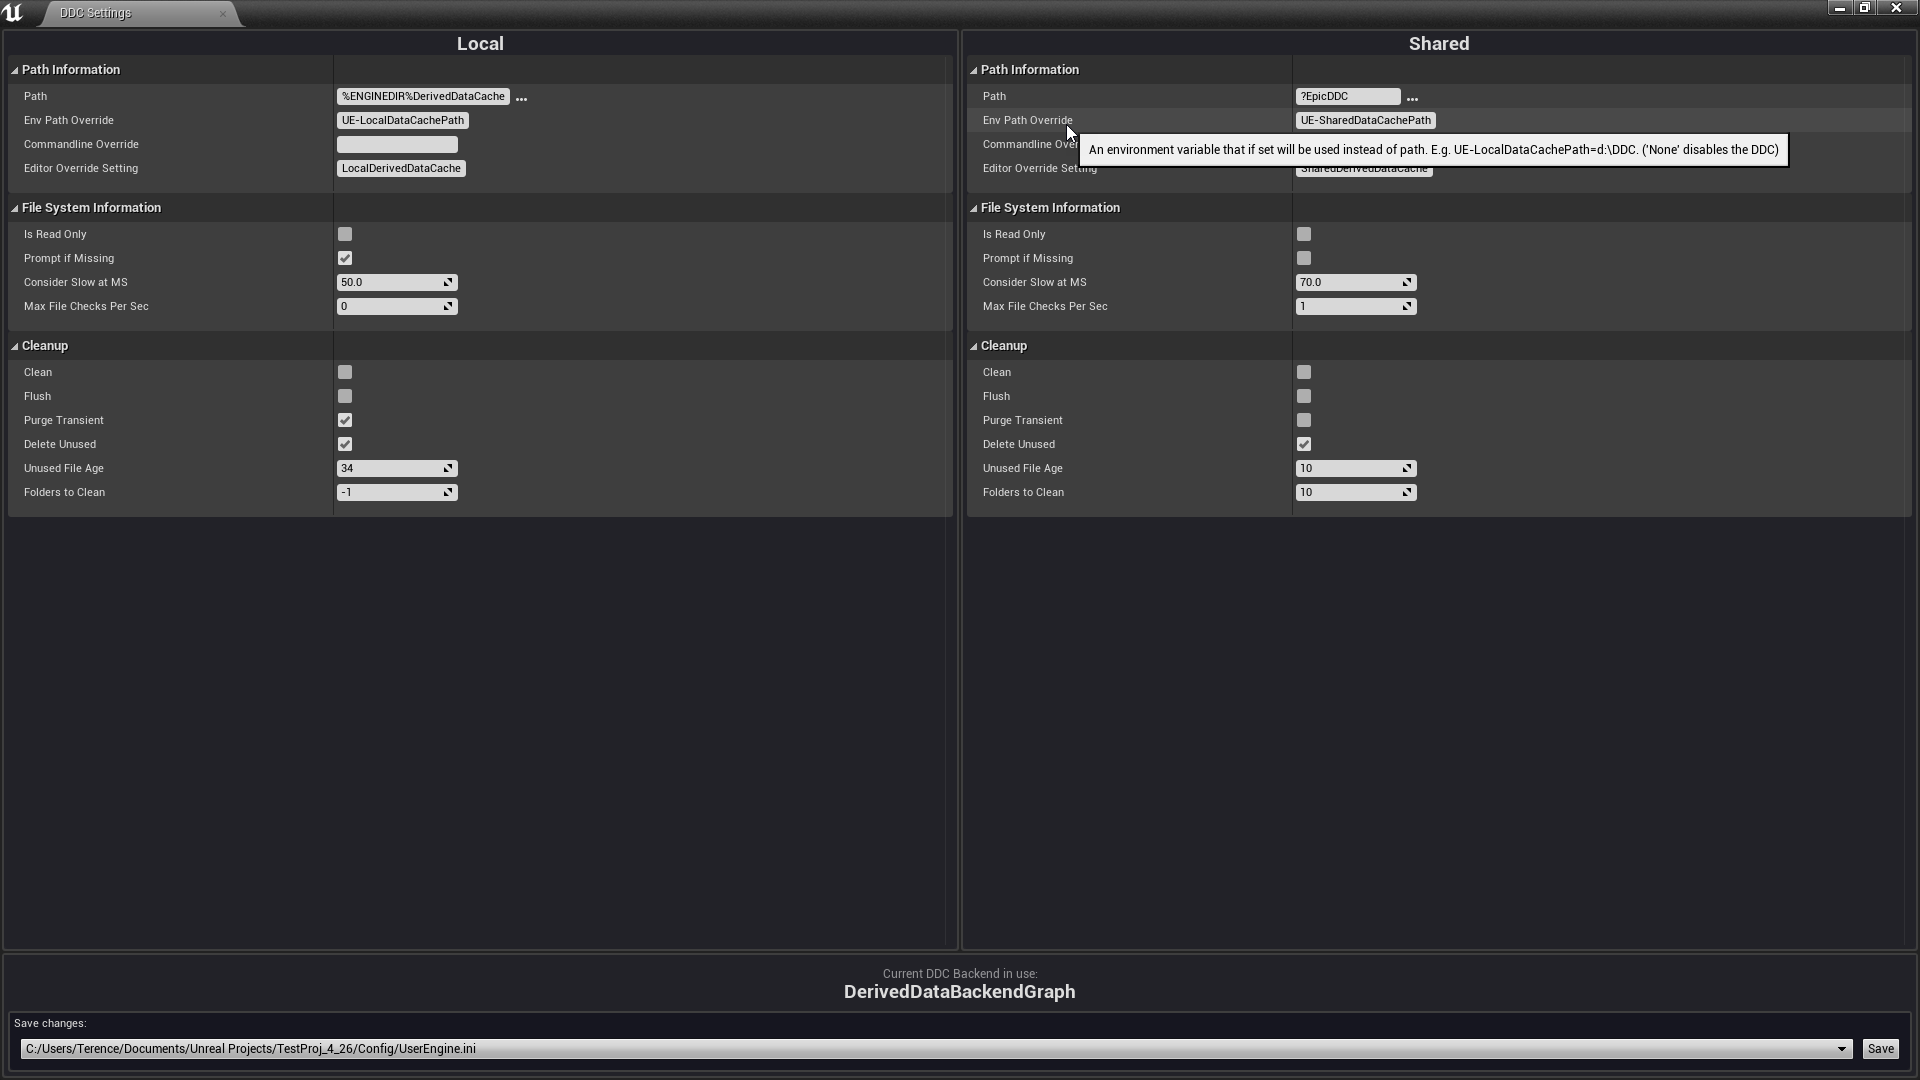 DDC Settings
Local
Path Information
Path %ENGINEDIR%DerivedDataCache ...
Env Path Override UE-LocalDataCachePath
Commandline Override
Editor Override Setting LocalDerivedDataCache
File System Information
Is Read Only
Prompt if Missing
Consider Slow at MS 50.0
Max File Checks Per Sec 0
Cleanup
Clean
Flush
Purge Transient
Delete Unused
Unused File Age 34
Folders to Clean -1
Shared
Path Information
Path ?EpicDDC ...
Env Path Override UE-SharedDataCachePath
Commandline
An environment variable that if set will be used instead of path. E.g. UE-LocalDataCachePath=d:\DDC. ('None' disables the DDC)
Editor Override Setting SharedDerivedDataCache
File System Information
Is Read Only
Prompt if Missing
Consider Slow at MS 70.0
Max File Checks Per Sec 1
Cleanup
Clean
Flush
Purge Transient
Delete Unused
Unused File Age 10
Folders to Clean 10
Current DDC Backend in use:
DerivedDataBackendGraph
Save changes:
C:/Users/Terence/Documents/Unreal Projects/TestProj_4_26/Config/UserEngine.ini
Save